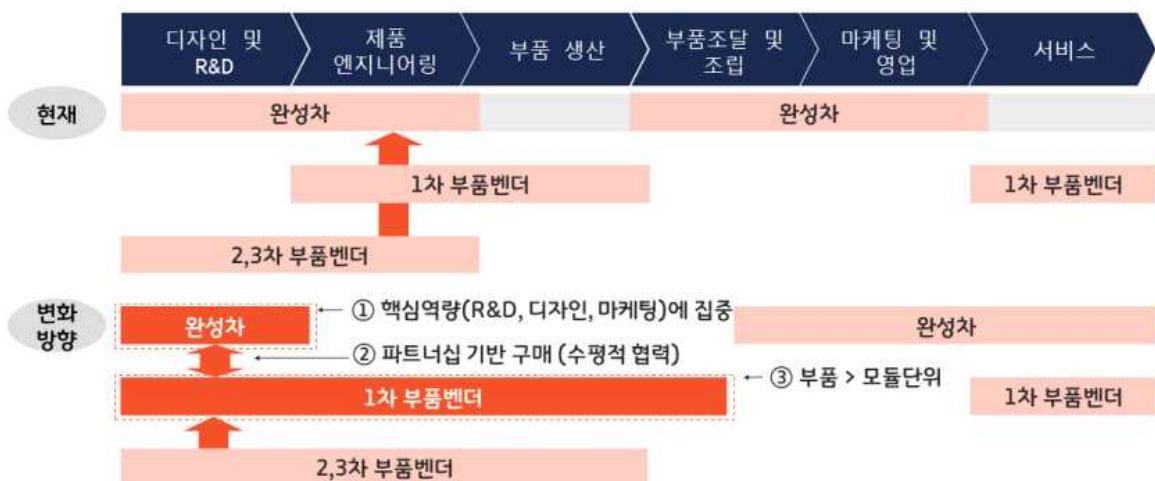 디자인 및
R&D
제품
엔지니어링
부품 생산
부품조달 및
조립
마케팅 및
영업
서비스
현재
완성차
완성차
1차 부품벤더
1차 부품벤더
2,3차 부품벤더
변화
방향
완성차
① 핵심역량(R&D, 디자인, 마케팅)에 집중
완성차
② 파트너십 기반 구매 (수평적 협력)
③ 부품 > 모듈단위
1차 부품벤더
1차 부품벤더
2,3차 부품벤더